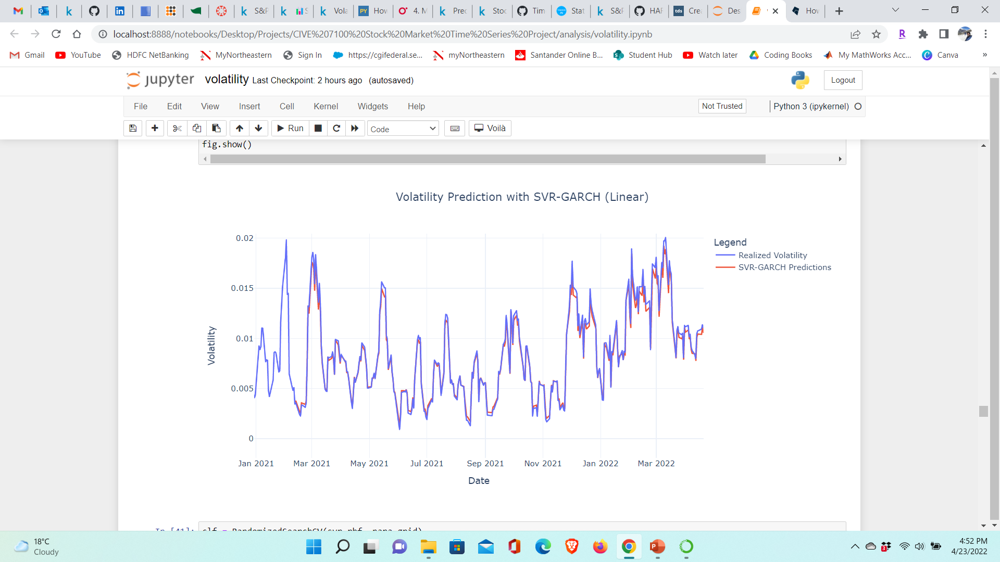 S&F
S
Vola
PY
How
4. M
Prec
Stoc
Tim
Stat
S&F
HAR
tds
Crea
Des
How
localhost:8888/notebooks/Desktop/Projects/CIVE%207100%20Stock%20Market%20Time%20Series%20Project/analysis/volatility.ipynb
Gmail
YouTube
HDFC NetBanking
MyNortheastern
Sign In
https://cgifederal.se...
myNortheastern
Santander Online B...
Student Hub
Watch later
Coding Books
My MathWorks Acc...
Canva
»
jupyter
volatility Last Checkpoint: 2 hours ago (autosaved)
Logout
File
Edit
View
Insert
Cell
Kernel
Widgets
Help
Not Trusted
Python 3 (ipykernel)
Run
Code
Voilà
fig.show()
Volatility Prediction with SVR-GARCH (Linear)
0.02
0.015
0.01
0.005
0
Volatility
Legend
Realized Volatility
SVR-GARCH Predictions
Jan 2021
Mar 2021
May 2021
Jul 2021
Sep 2021
Nov 2021
Jan 2022
Mar 2022
Date
In [41]:
clf = RandomizedSearchCV(svr_rbf, para_grid)
18°C
Cloudy
3
4:52 PM
4/23/2022